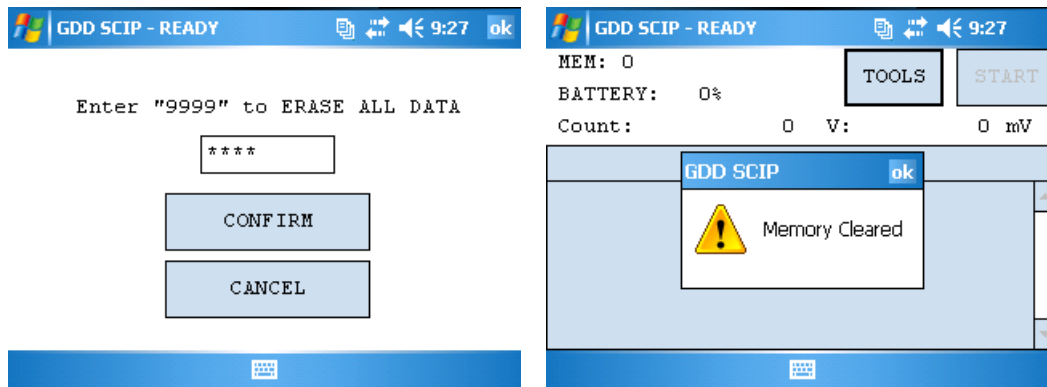 GDD SCIP - READY 9:27 ok
Enter "9999" to ERASE ALL DATA
****
CONFIRM
CANCEL
GDD SCIP - READY 9:27
MEM: 0
TOOLS START
BATTERY: 0%
Count: 0 V: 0 mV
GDD SCIP ok
Memory Cleared